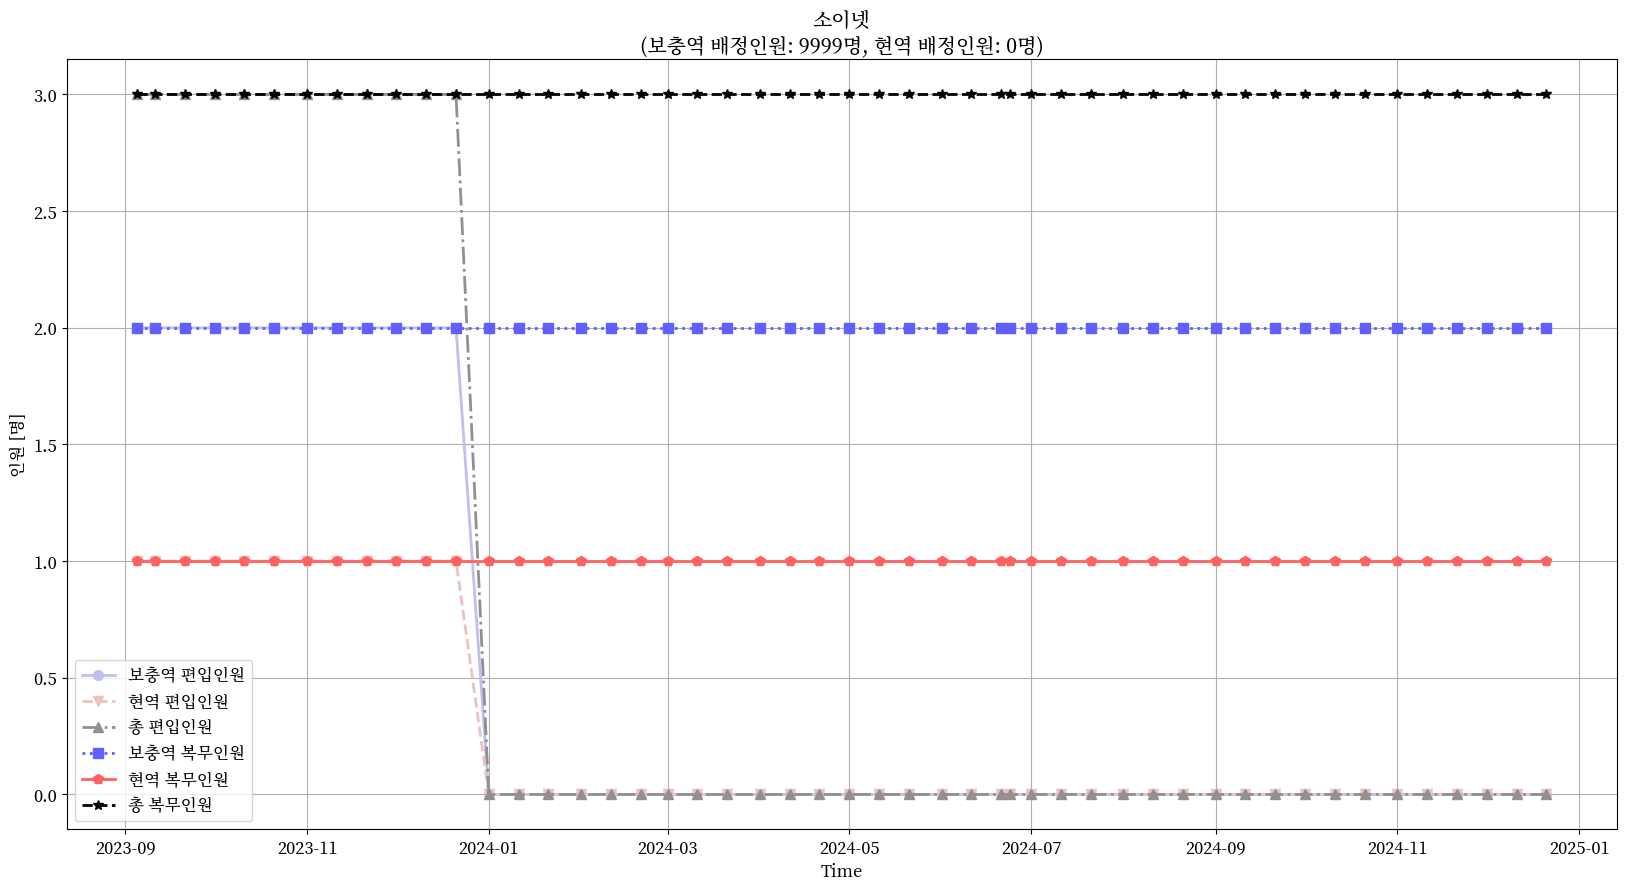 소이넷
(보충역 배정인원: 9999명, 현역 배정인원: 0명)
인원 [명]
3.0
2.5
2.0
1.5
1.0
0.5
0.0
보충역 편입인원
현역 편입인원
총 편입인원
보충역 복무인원
현역 복무인원
총 복무인원
2023-09 2023-11 2024-01 2024-03 2024-05 2024-07 2024-09 2024-11 2025-01
Time